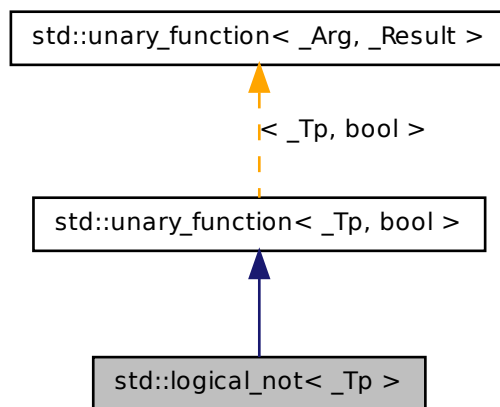 std::unary_function< _Arg, _Result >
< _Tp, bool >
std::unary_function< _Tp, bool >
std::logical_not< _Tp >